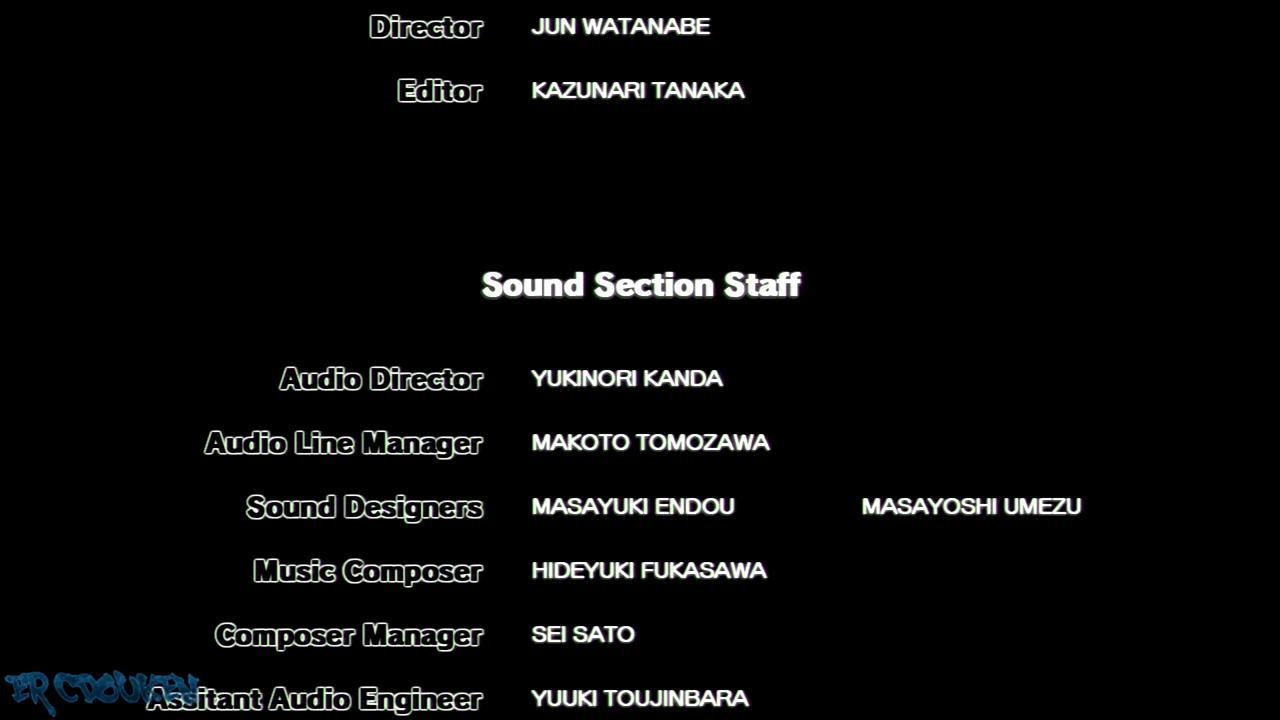 Director JUN WATANABE
Editor KAZUNARI TANAKA
Sound Section Staff
Audio Director YUKINORI KANDA
Audio Line Manager MAKOTO TOMOZAWA
Sound Designers MASAYUKI ENDOU MASAYOSHI UMEZU
Music Composer HIDEYUKI FUKASAWA
Composer Manager SEI SATO
Assitant Audio Engineer YUUKI TOUJINBARA